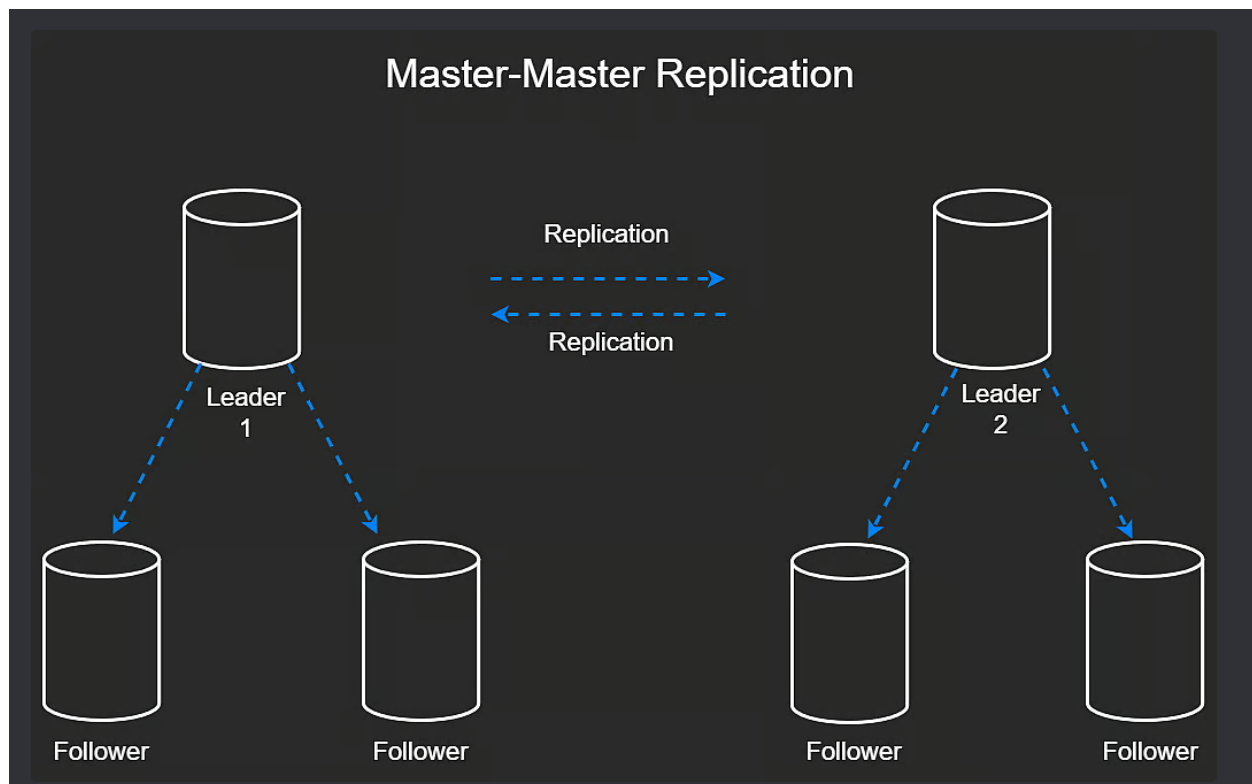 Master-Master Replication
Replication
Replication
Leader
1
Leader
2
Follower
Follower
Follower
Follower